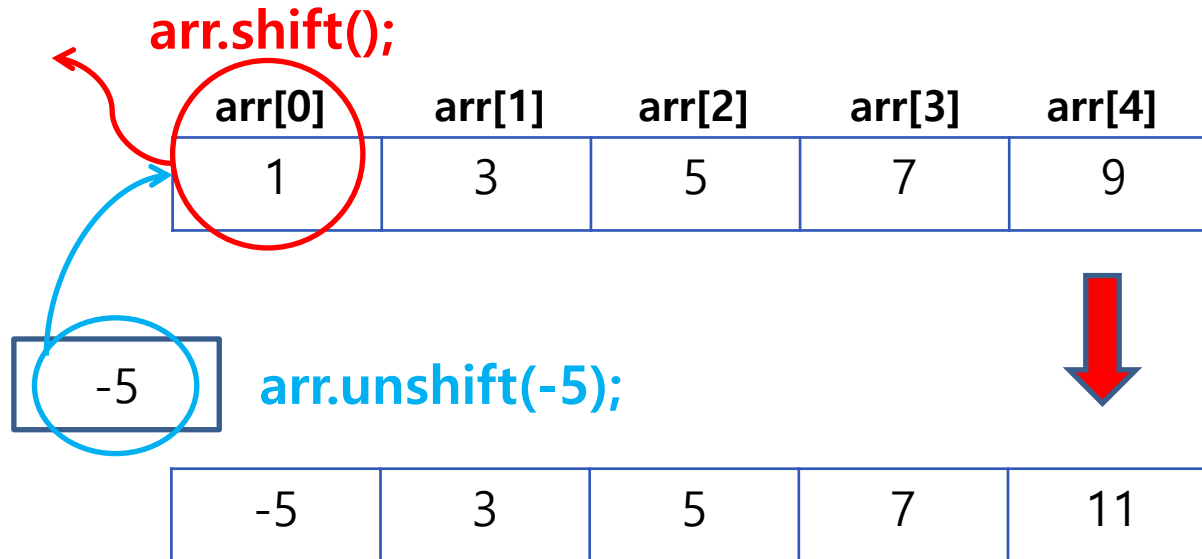 arr.shift();
arr[0] arr[1] arr[2] arr[3] arr[4]
1 3 5 7 9
-5 arr.unshift(-5);
-5 3 5 7 11